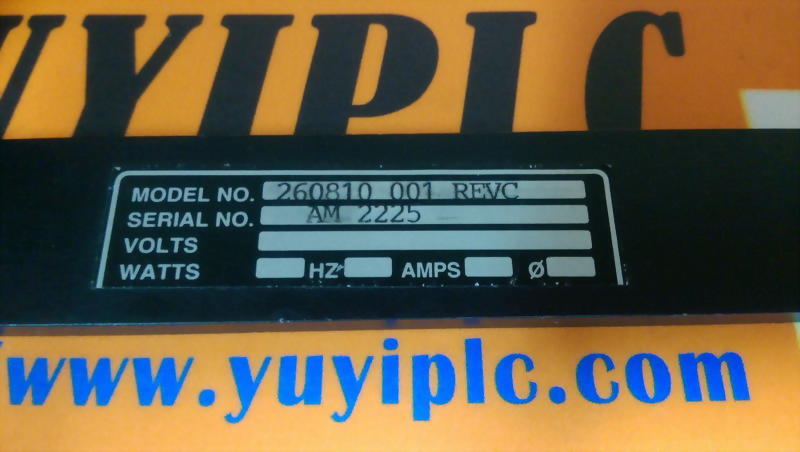 YUYIPLC
MODEL NO. 260810 001 REVC
SERIAL NO. AM 2225
VOLTS
WATTS HZ AMPS Ø
www.yuyiplc.com